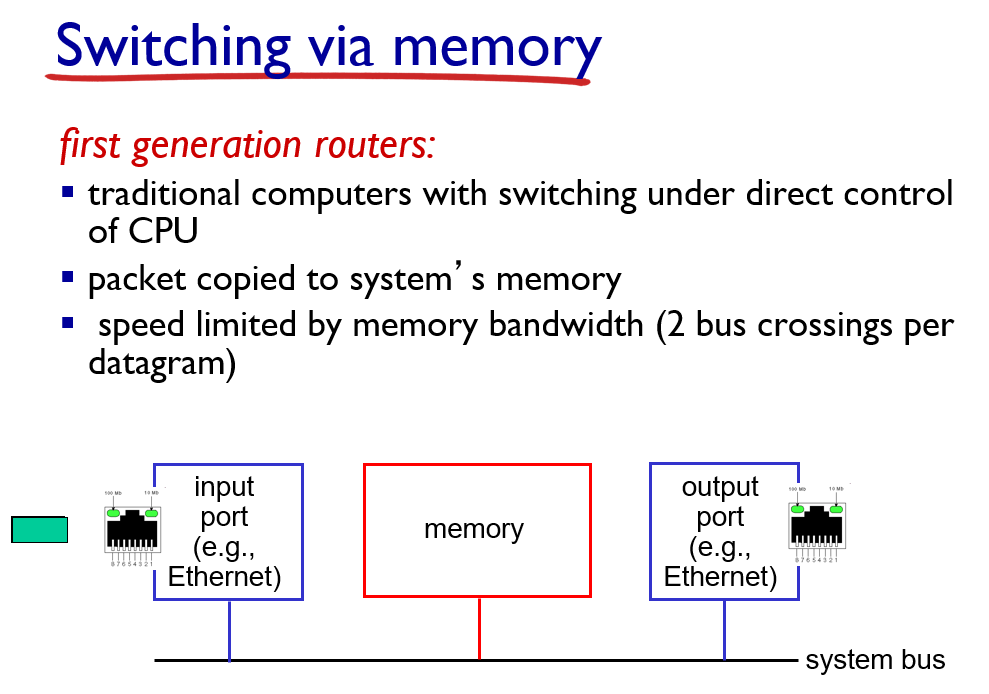 Switching via memory
first generation routers:
▪ traditional computers with switching under direct control
of CPU
▪ packet copied to system’s memory
▪ speed limited by memory bandwidth (2 bus crossings per
datagram)
input
port
(e.g.,
Ethernet)
memory
output
port
(e.g.,
Ethernet)
100 Mb 10 Mb
8 7 6 5 4 3 2 1
100 Mb 10 Mb
8 7 6 5 4 3 2 1
system bus